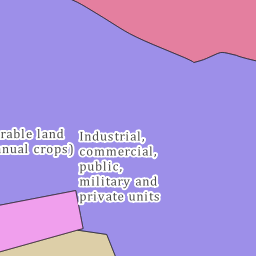 rable land
nual crops)
Industrial,
commercial,
public,
military and
private units